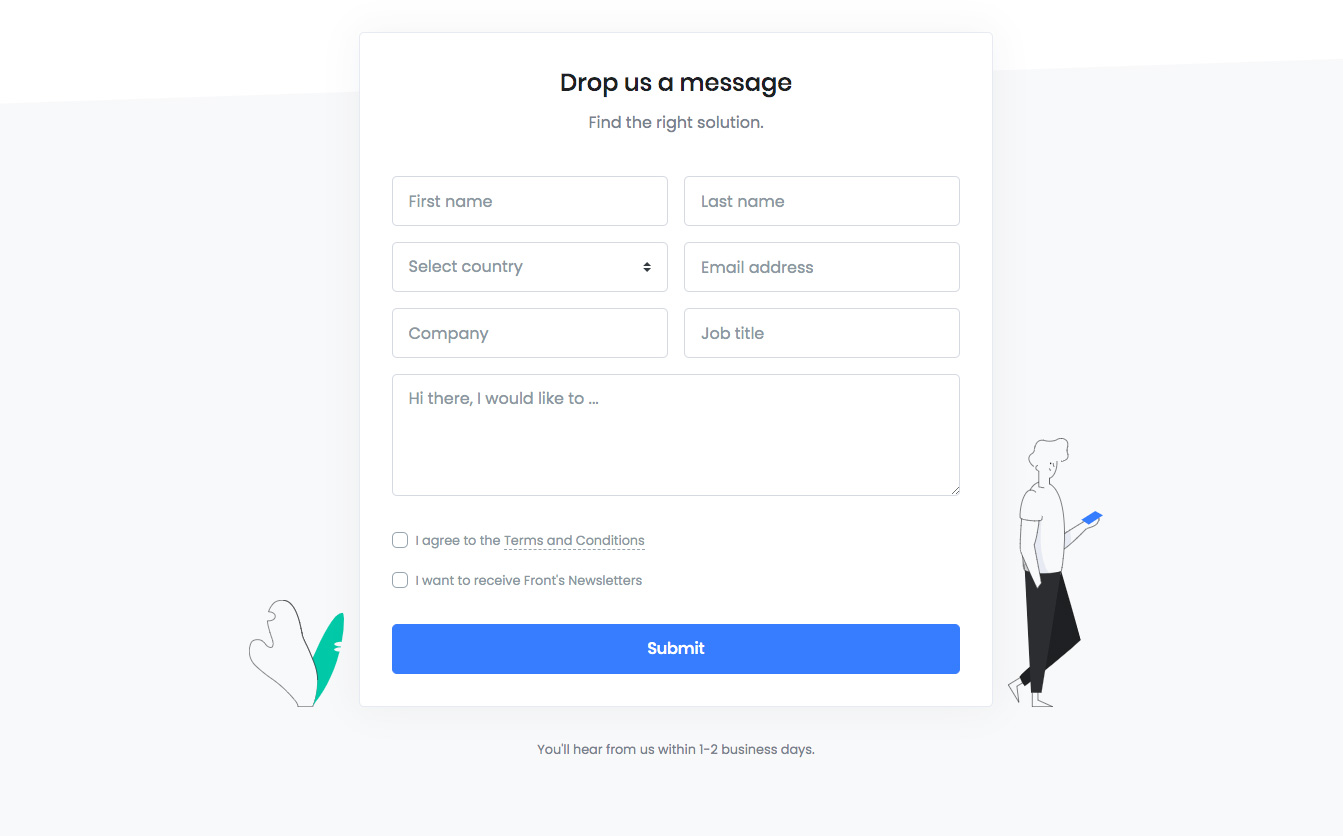 Drop us a message
Find the right solution.
First name
Last name
Select country
Email address
Company
Job title
Hi there, I would like to ...
I agree to the Terms and Conditions
I want to receive Front's Newsletters
Submit
You'll hear from us within 1-2 business days.